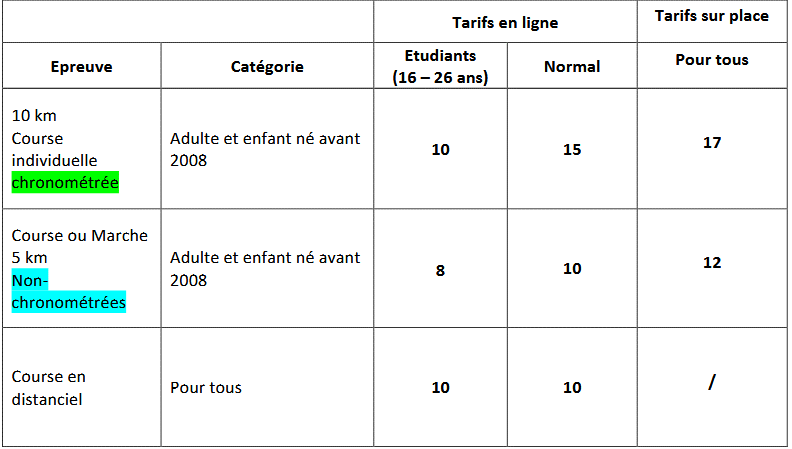 Tarifs en ligne
Tarifs sur place
Epreuve
Catégorie
Etudiants
(16 – 26 ans)
Normal
Pour tous
10 km
Course
individuelle
chronométrée
Adulte et enfant né avant
2008
10
15
17
Course ou Marche
5 km
Non-
chronométrées
Adulte et enfant né avant
2008
8
10
12
Course en
distanciel
Pour tous
10
10
/